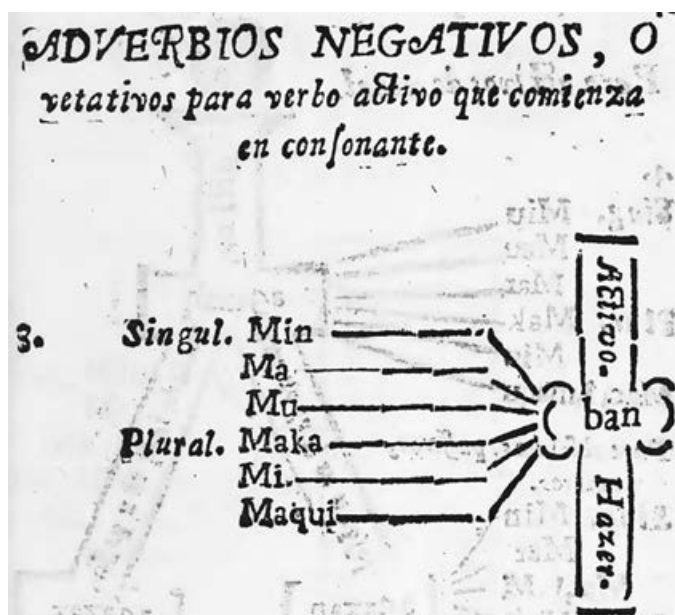 ADVERBIOS NEGATIVOS, O
vetativos para verbo actiuo que comienza
en conſonante.
3. Singul. Min
Ma
Mu
Plural. Maka
Mi.
Maqui
Activo.
ban
Hazer.